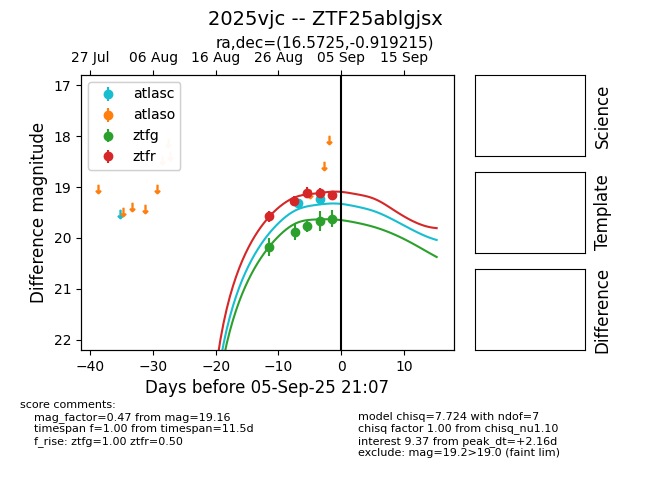 2025vjc -- ZTF25ablgjsx
ra,dec=(16.5725,-0.919215)
27 Jul 06 Aug 16 Aug 26 Aug 05 Sep 15 Sep
17
18
19
20
21
22
Difference magnitude
atlasc
atlaso
ztfg
ztfr
−40 −30 −20 −10 0 10
Days before 05-Sep-25 21:07
Science
Template
Difference
score comments:
mag_factor=0.47 from mag=19.16
timespan f=1.00 from timespan=11.5d
f_rise: ztfg=1.00 ztfr=0.50
model chisq=7.724 with ndof=7
chisq factor 1.00 from chisq_nu1.10
interest 9.37 from peak_dt=+2.16d
exclude: mag=19.2>19.0 (faint lim)